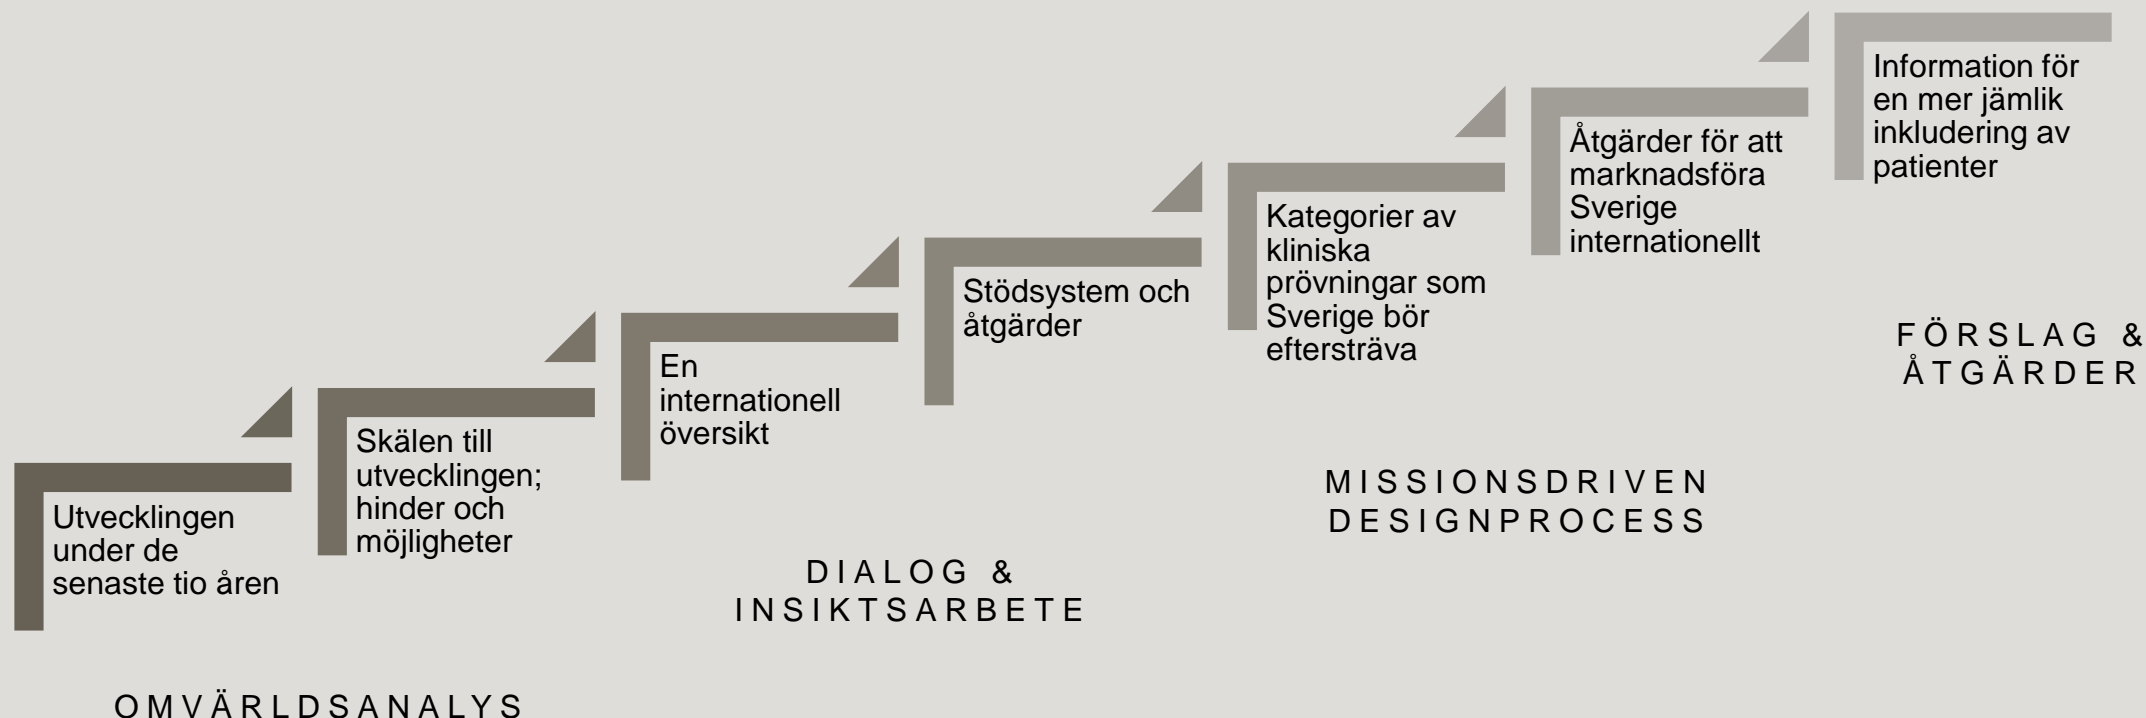 Utvecklingen
under de
senaste tio åren
Skälen till
utvecklingen;
hinder och
möjligheter
En
internationell
översikt
Stödsystem och
åtgärder
Kategorier av
kliniska
prövningar som
Sverige bör
eftersträva
Åtgärder för att
marknadsföra
Sverige
internationellt
Information för
en mer jämlik
inkludering av
patienter
OMVÄRLDSANALYS
DIALOG &
INSIKTSARBETE
MISSIONSDRIVEN
DESIGNPROCESS
FÖRSLAG &
ÅTGÄRDER